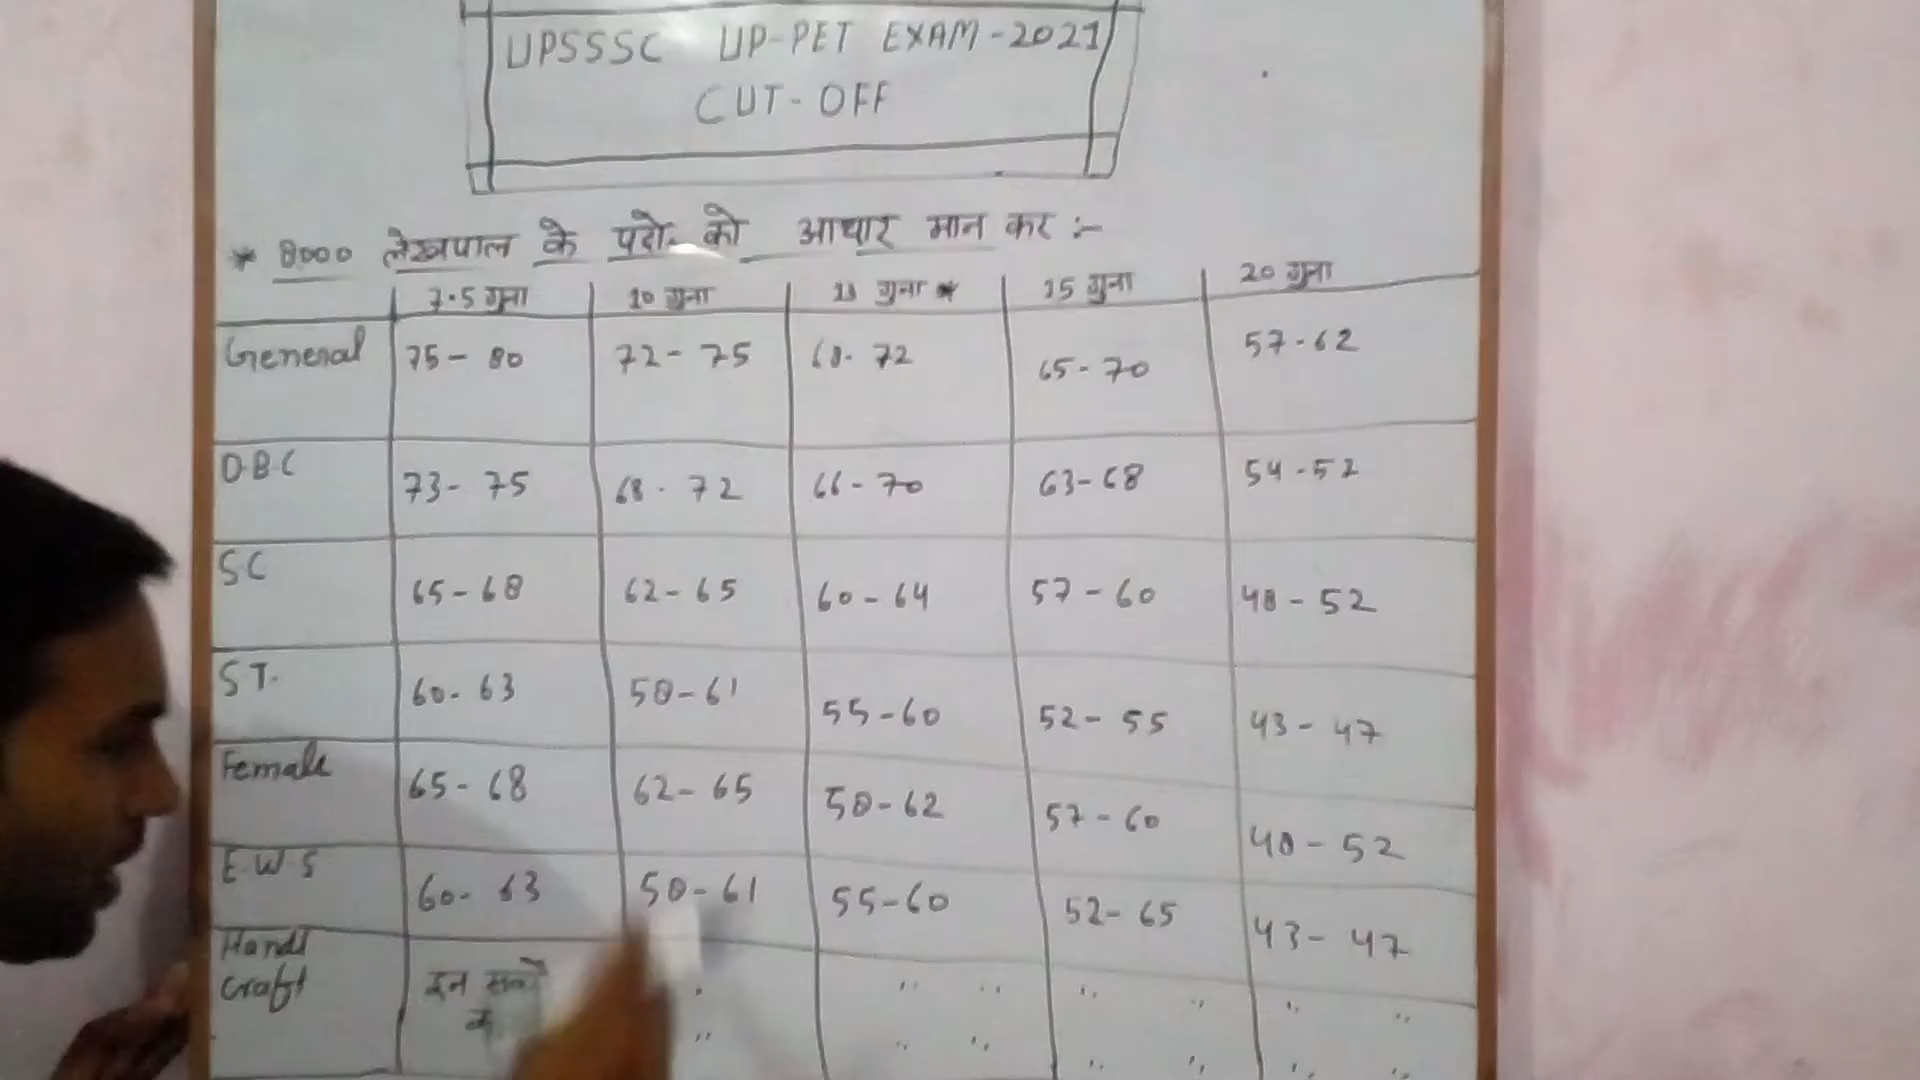 UPSSSC UP-PET EXAM-2021
CUT-OFF
* 8000 लेखपाल के पदो को आधार मान कर :-
7.5 गुना 10 गुना 11 गुना * 15 गुना 20 गुना
General 75-80 72-75 68-72 65-70 57-62
O.B.C 73-75 68-72 66-70 63-68 54-57
SC 65-68 62-65 60-64 57-60 48-52
ST. 60-63 58-61 55-60 52-55 43-47
Female 65-68 62-65 58-62 57-60 48-52
E.W.S 60-63 58-61 55-60 52-65 43-47
Handi
craft इन सबो " " " " " "
" " " " " "